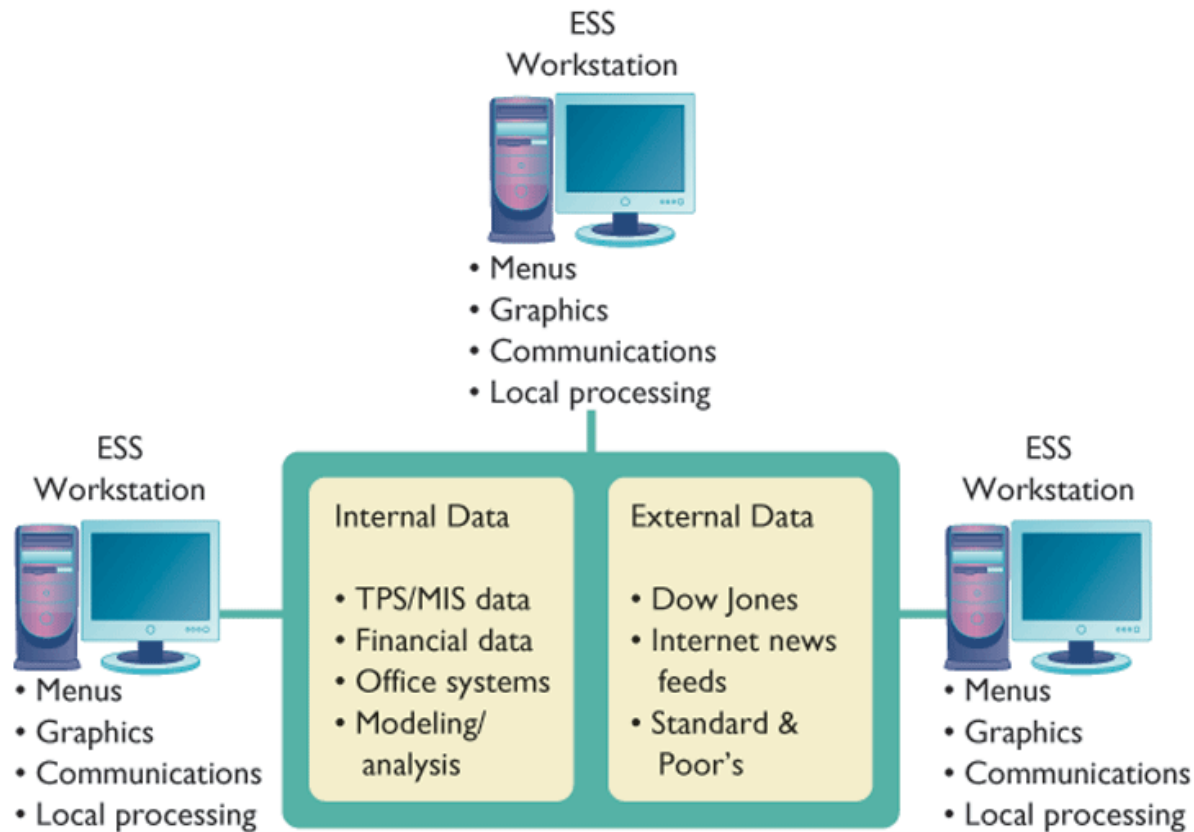 ESS
Workstation
• Menus
• Graphics
• Communications
• Local processing
ESS
Workstation
• Menus
• Graphics
• Communications
• Local processing
Internal Data
• TPS/MIS data
• Financial data
• Office systems
• Modeling/
analysis
External Data
• Dow Jones
• Internet news
feeds
• Standard &
Poor's
ESS
Workstation
• Menus
• Graphics
• Communications
• Local processing